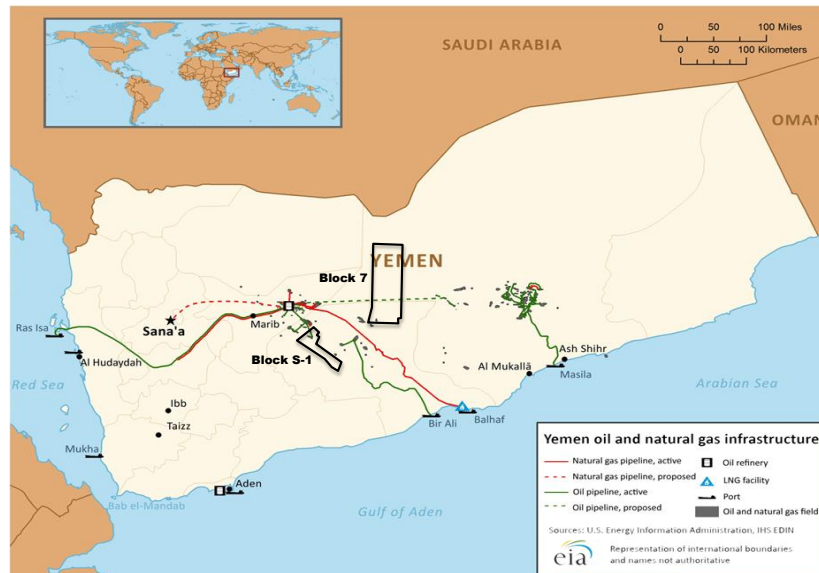 0 50 100 Miles
0 50 100 Kilometers
SAUDI ARABIA
OMAN
YEMEN
Block 7
Sana'a
Marib
Ras Isa
Block S-1
Al Hudaydah
Ash Shihr
Al Mukallā
Masila
Red Sea
Arabian Sea
Ibb
Taizz
Bir Ali
Balhaf
Mukha
Aden
Bab el-Mandab
Gulf of Aden
Yemen oil and natural gas infrastructure
Natural gas pipeline, active
Natural gas pipeline, proposed
Oil pipeline, active
Oil pipeline, proposed
Oil refinery
LNG facility
Port
Oil and natural gas field
Sources: U.S. Energy Information Administration, IHS EDIN
eia
Representation of international boundaries
and names not authoritative